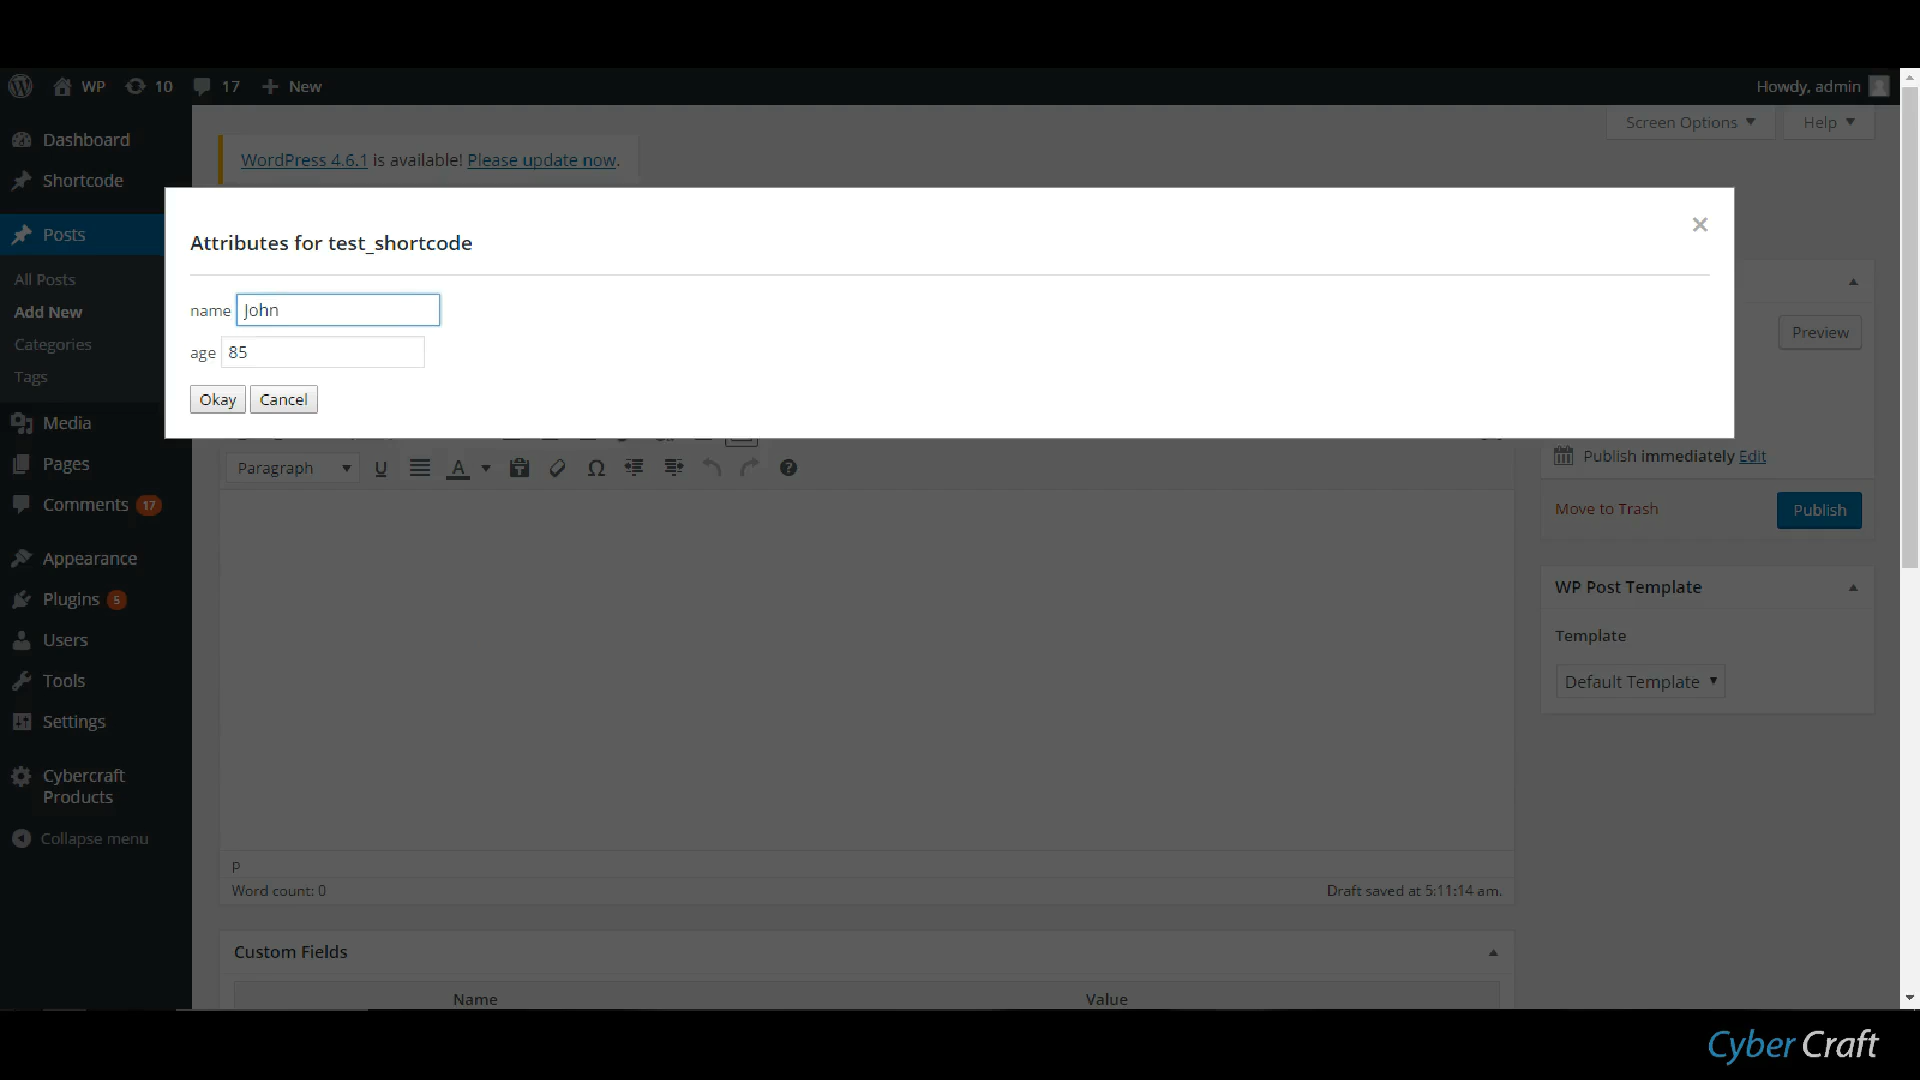 WP 10 17 New Howdy, admin
Screen Options Help
Dashboard
Shortcode
Posts
All Posts
Add New
Categories
Tags
Media
Pages
Comments 17
Appearance
Plugins 5
Users
Tools
Settings
Cybercraft
Products
Collapse menu
WordPress 4.6.1 is available! Please update now.
Attributes for test_shortcode
name John
age 85
Okay Cancel
Preview
Publish immediately Edit
Move to Trash Publish
WP Post Template
Template
Default Template
Paragraph U A
P
Word count: 0 Draft saved at 5:11:14 am.
Custom Fields
Name Value
Cyber Craft